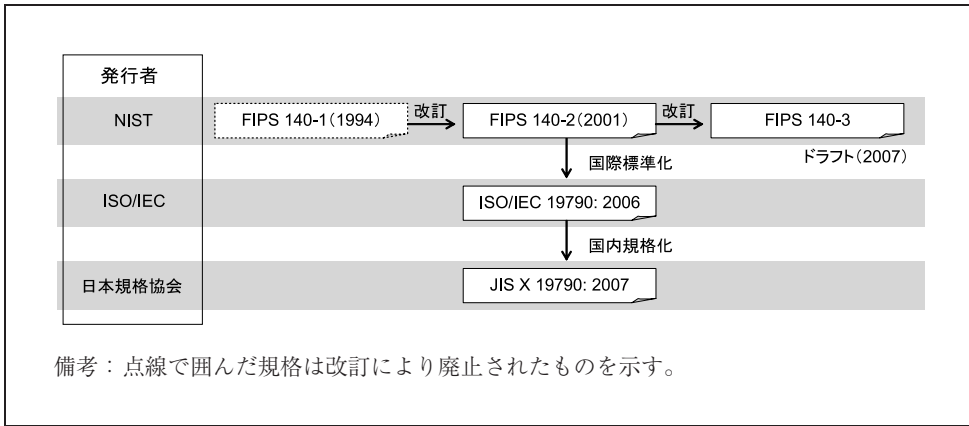 発行者
NIST
FIPS 140-1(1994)
改訂
FIPS 140-2(2001)
改訂
FIPS 140-3
ドラフト(2007)
国際標準化
ISO/IEC
ISO/IEC 19790: 2006
国内規格化
日本規格協会
JIS X 19790: 2007
備考：点線で囲んだ規格は改訂により廃止されたものを示す。